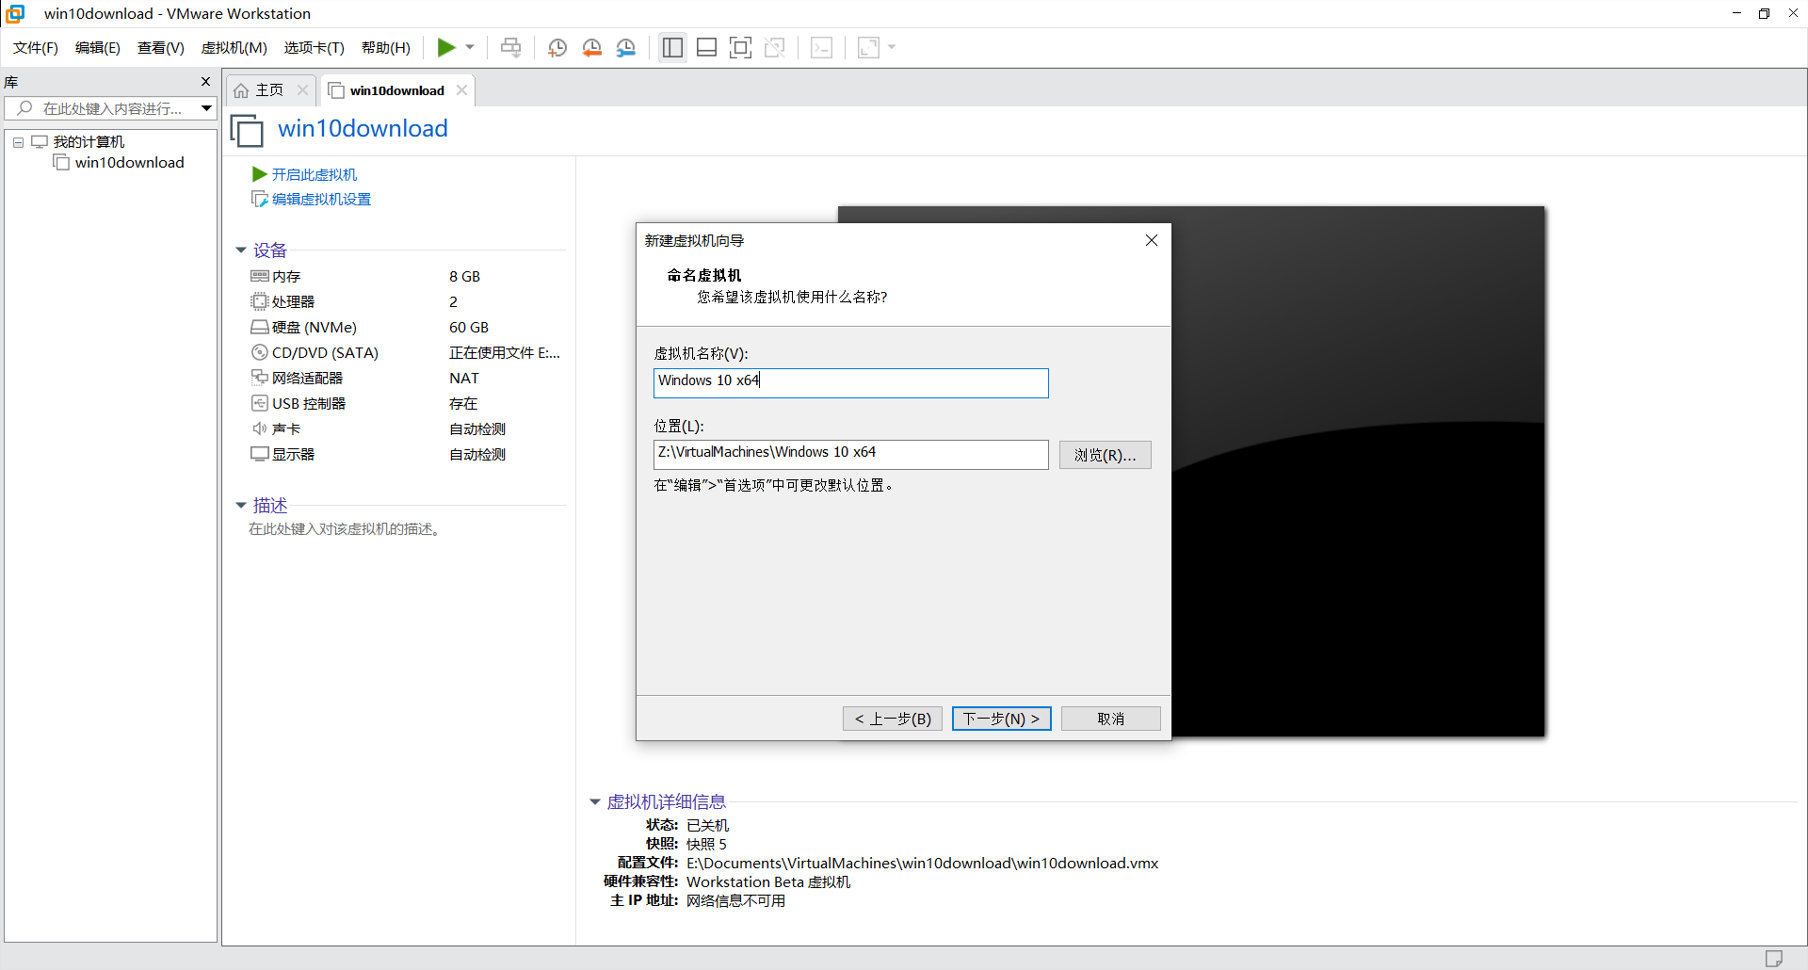 win10download - VMware Workstation
文件(F) 编辑(E) 查看(V) 虚拟机(M) 选项卡(T) 帮助(H)
库
在此处键入内容进行...
我的计算机
win10download
主页 win10download
win10download
开启此虚拟机
编辑虚拟机设置
设备
内存 8 GB
处理器 2
硬盘 (NVMe) 60 GB
CD/DVD (SATA) 正在使用文件 E:...
网络适配器 NAT
USB 控制器 存在
声卡 自动检测
显示器 自动检测
描述
在此处键入对该虚拟机的描述。
新建虚拟机向导
命名虚拟机
您希望该虚拟机使用什么名称?
虚拟机名称(V):
Windows 10 x64
位置(L):
Z:\VirtualMachines\Windows 10 x64
浏览(R)...
在“编辑”>“首选项”中可更改默认位置。
< 上一步(B) 下一步(N) > 取消
虚拟机详细信息
状态: 已关机
快照: 快照 5
配置文件: E:\Documents\VirtualMachines\win10download\win10download.vmx
硬件兼容性: Workstation Beta 虚拟机
主 IP 地址: 网络信息不可用